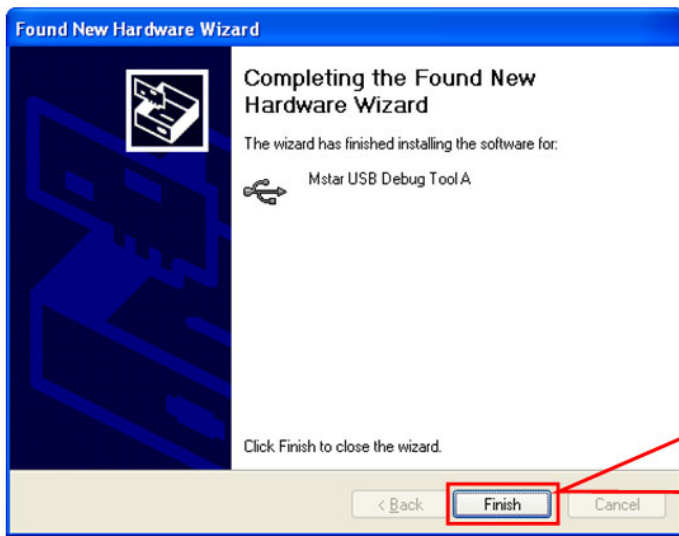 Found New Hardware Wizard
Completing the Found New
Hardware Wizard
The wizard has finished installing the software for:
Mstar USB Debug Tool A
Click Finish to close the wizard.
< Back
Finish
Cancel